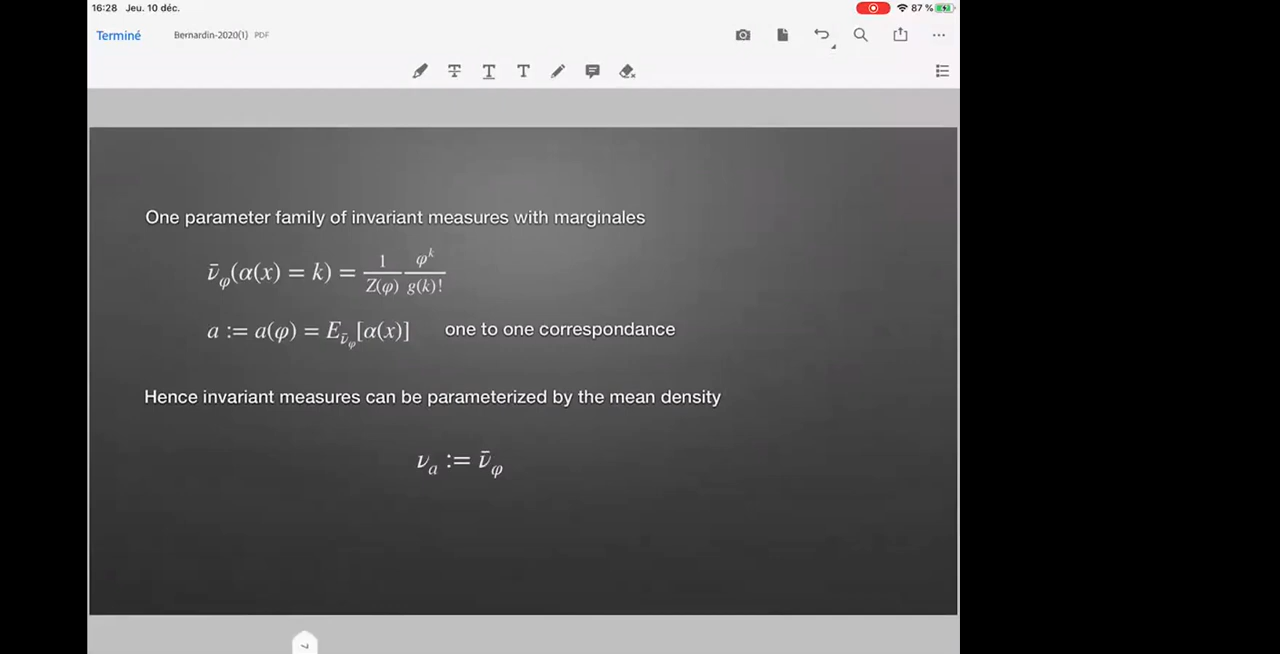 16:28 Jeu. 10 déc. 87 %
Terminé Bernardin-2020(1) PDF
One parameter family of invariant measures with marginales
ν̄_φ(α(x) = k) = 1/Z(φ) φ^k/g(k)!
a := a(φ) = E_ν̄_φ[α(x)] one to one correspondance
Hence invariant measures can be parameterized by the mean density
ν_a := ν̄_φ